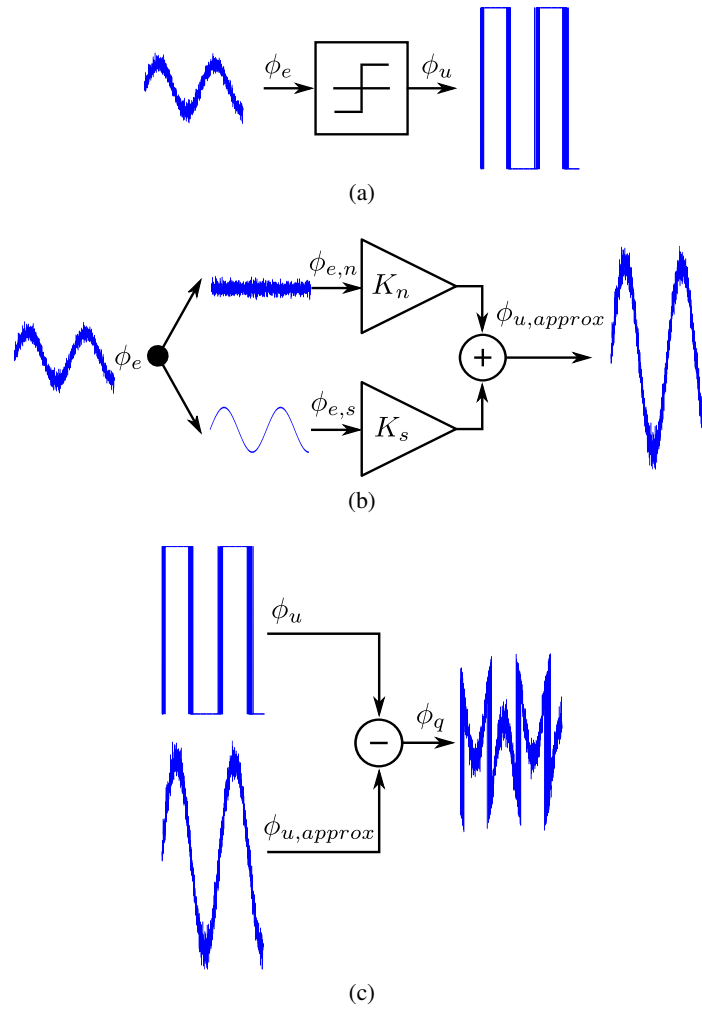 ϕ_e
ϕ_u
(a)
ϕ_{e,n}
K_n
ϕ_{u,approx}
ϕ_e
+
ϕ_{e,s}
K_s
(b)
ϕ_u
ϕ_q
−
ϕ_{u,approx}
(c)